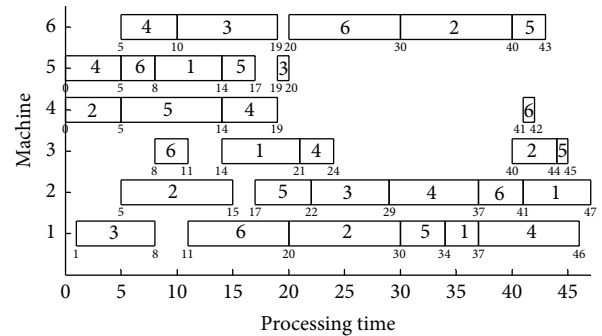 6 4 3 6 2 5
5 10 19 20 30 40 43
5 4 6 1 5 3
0 5 8 14 17 19 20
4 2 5 4 6
0 5 14 19 41 42
3 6 1 4 2 5
8 11 14 21 24 40 44 45
2 2 5 3 4 6 1
5 15 17 22 29 37 41 47
1 3 6 2 5 1 4
1 8 11 20 30 34 37 46
0 5 10 15 20 25 30 35 40 45
Processing time
Machine